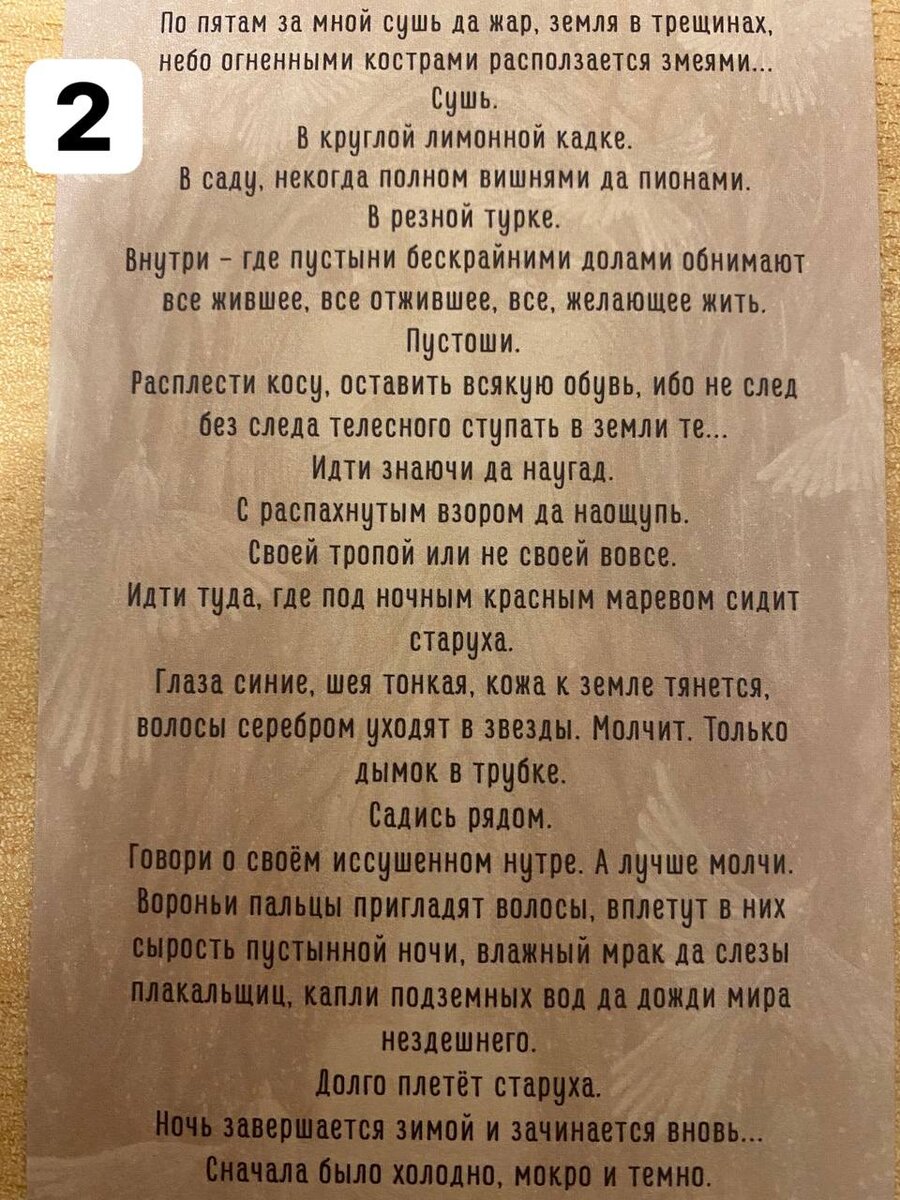 По пятам за мной сушь да жар, земля в трещинах,
небо огненными кострами расползается змеями...
2
Сушь.
В круглой лимонной кадке.
В саду, некогда полном вишнями да пионами.
В резной турке.
Внутри – где пустыни бескрайними долами обнимают
все жившее, все отжившее, все, желающее жить.
Пустоши.
Расплести косу, оставить всякую обувь, ибо не след
без следа телесного ступать в земли те...
Идти знаючи да наугад.
С распахнутым взором да наощупь.
Своей тропой или не своей вовсе.
Идти туда, где под ночным красным маревом сидит
старуха.
Глаза синие, шея тонкая, кожа к земле тянется,
волосы серебром уходят в звезды. Молчит. Только
дымок в трубке.
Садись рядом.
Говори о своём иссушенном нутре. А лучше молчи.
Вороньи пальцы пригладят волосы, вплетут в них
сырость пустынной ночи, влажный мрак да слезы
плакальщиц, капли подземных вод да дожди мира
нездешнего.
Долго плетёт старуха.
Ночь завершается зимой и зачинается вновь...
Сначала было холодно, мокро и темно.